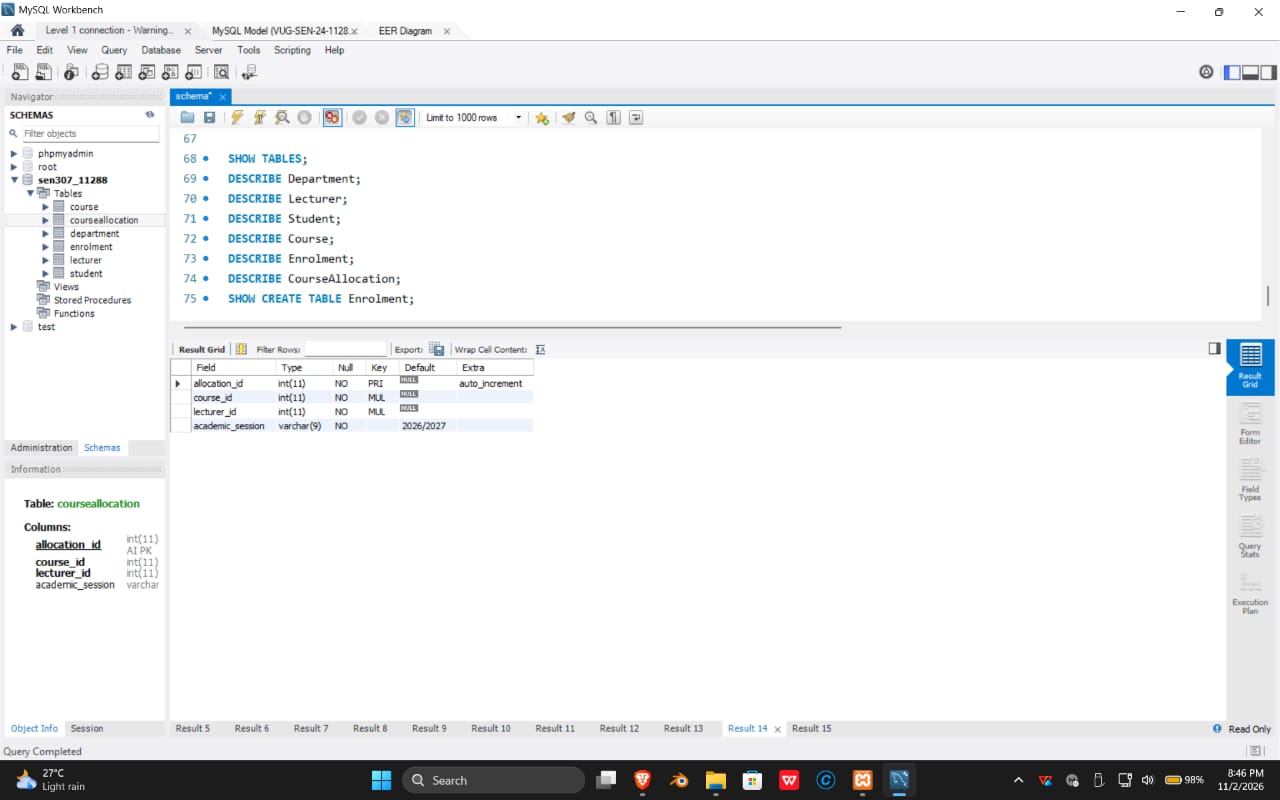 MySQL Workbench
Level 1 connection - Warning... MySQL Model (VUG-SEN-24-1128.x EER Diagram
File Edit View Query Database Server Tools Scripting Help
Navigator
schema*
SCHEMAS
Filter objects
Limit to 1000 rows
phpmyadmin
root
sen307_11288
Tables
course
courseallocation
department
enrolment
lecturer
student
Views
Stored Procedures
Functions
test
67
68 SHOW TABLES;
69 DESCRIBE Department;
70 DESCRIBE Lecturer;
71 DESCRIBE Student;
72 DESCRIBE Course;
73 DESCRIBE Enrolment;
74 DESCRIBE CourseAllocation;
75 SHOW CREATE TABLE Enrolment;
Result Grid Filter Rows: Export: Wrap Cell Content:
Field Type Null Key Default Extra
allocation_id int(11) NO PRI NULL auto_increment
course_id int(11) NO MUL NULL
lecturer_id int(11) NO MUL NULL
academic_session varchar(9) NO 2026/2027
Result Grid
Form Editor
Field Types
Query Stats
Execution Plan
Administration Schemas
Information
Table: courseallocation
Columns:
allocation_id int(11) AI PK
course_id int(11)
lecturer_id int(11)
academic_session varchar
Object Info Session
Result 5 Result 6 Result 7 Result 8 Result 9 Result 10 Result 11 Result 12 Result 13 Result 14 Result 15
Read Only
Query Completed
27°C
Light rain
Search
98%
8:46 PM
11/2/2026